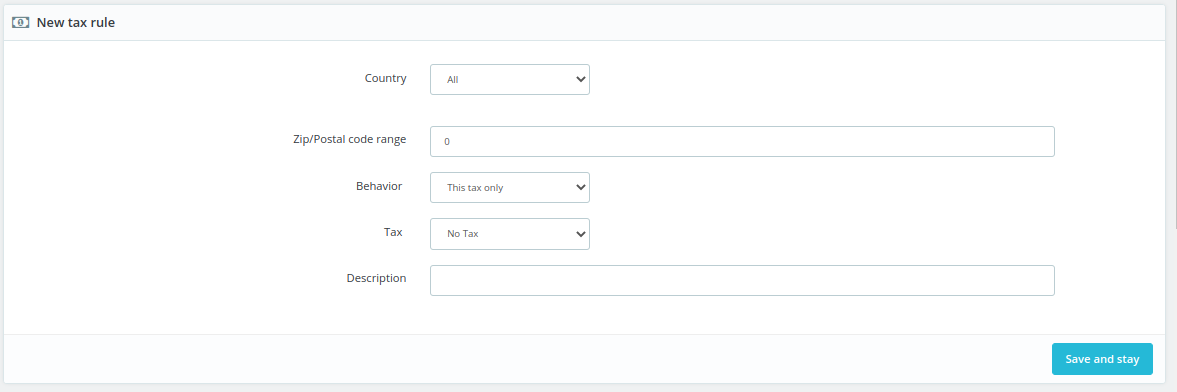 New tax rule
Country
All
Zip/Postal code range
0
Behavior
This tax only
Tax
No Tax
Description
Save and stay